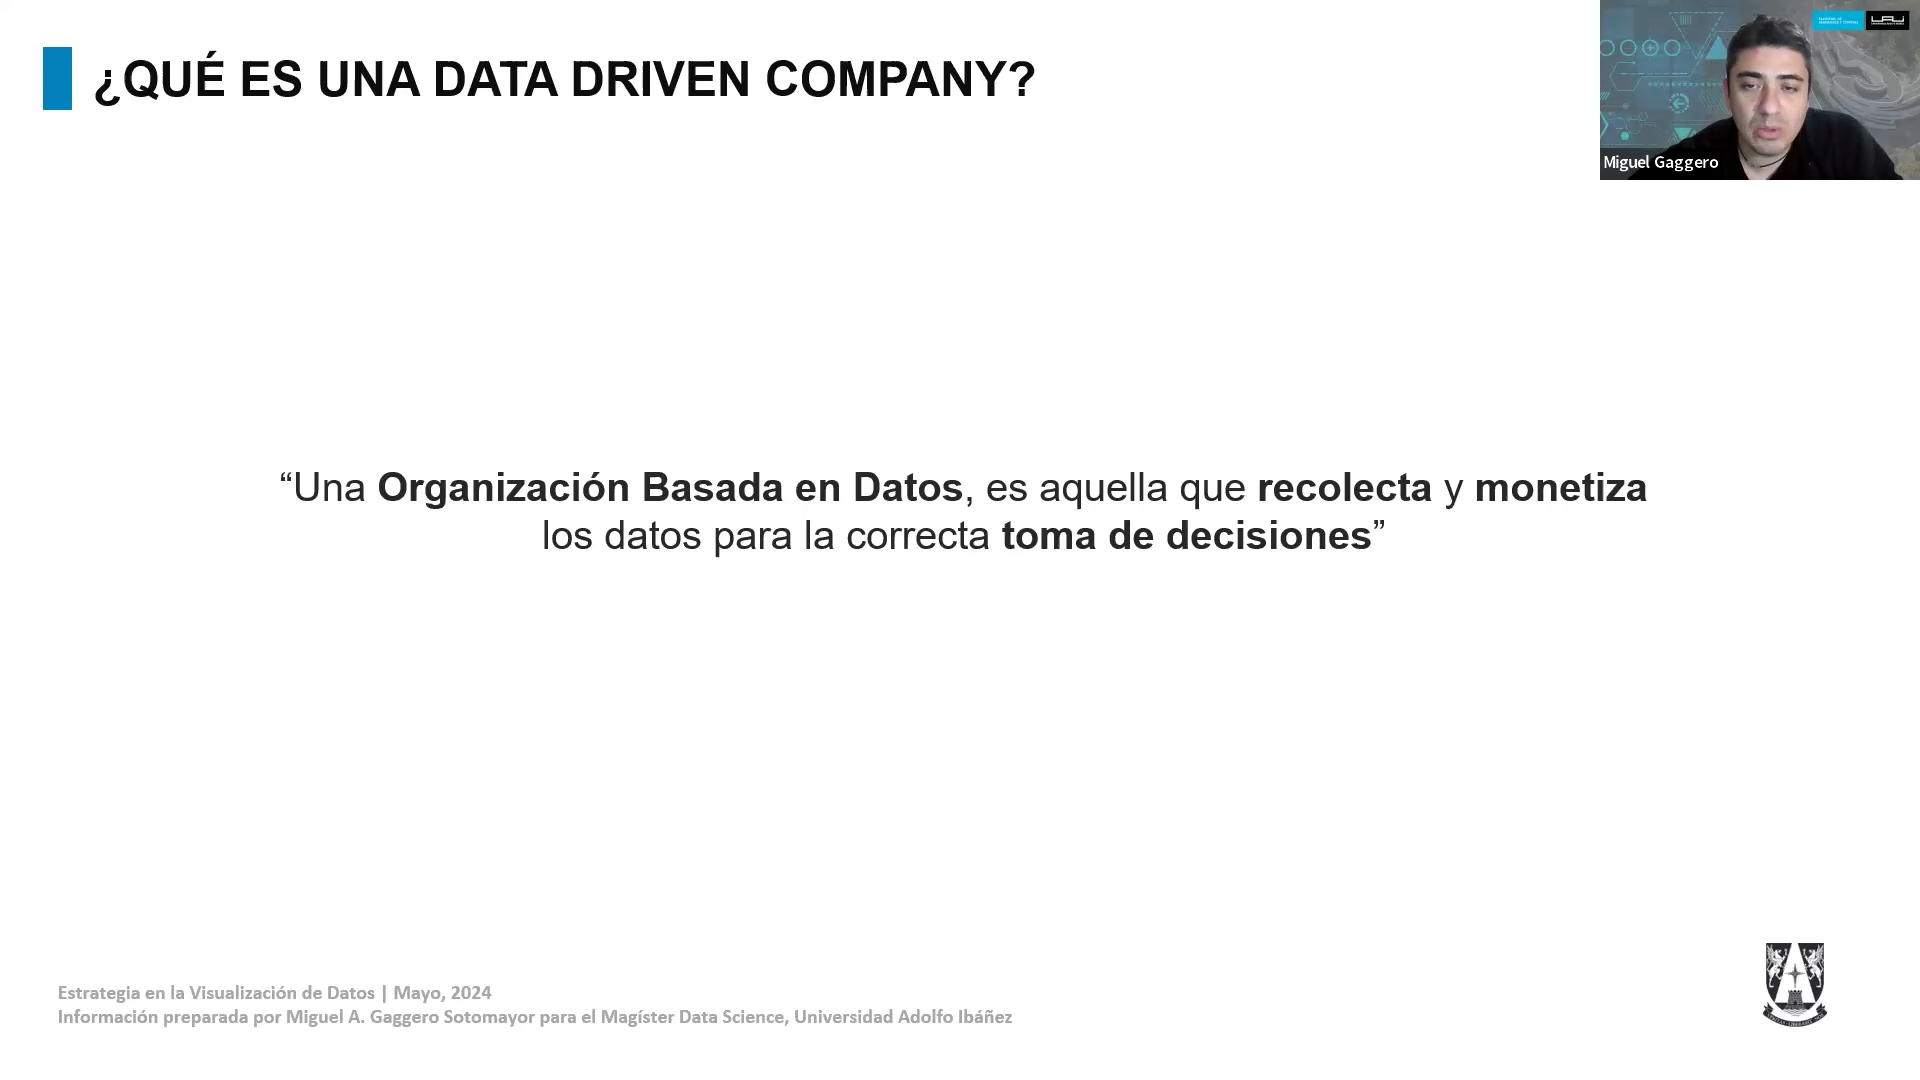 ¿QUÉ ES UNA DATA DRIVEN COMPANY?
Miguel Gaggero
“Una Organización Basada en Datos, es aquella que recolecta y monetiza
los datos para la correcta toma de decisiones”
Estrategia en la Visualización de Datos | Mayo, 2024
Información preparada por Miguel A. Gaggero Sotomayor para el Magíster Data Science, Universidad Adolfo Ibáñez